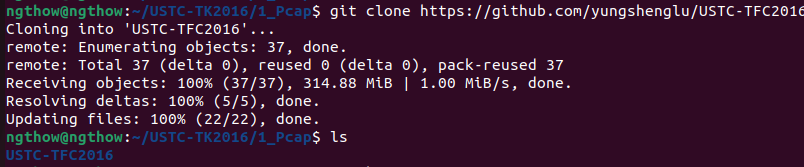 ngthow@ngthow:~/USTC-TK2016/1_Pcap$ git clone https://github.com/yungshenglu/USTC-TFC2016
Cloning into 'USTC-TFC2016'...
remote: Enumerating objects: 37, done.
remote: Total 37 (delta 0), reused 0 (delta 0), pack-reused 37
Receiving objects: 100% (37/37), 314.88 MiB | 1.00 MiB/s, done.
Resolving deltas: 100% (5/5), done.
Updating files: 100% (22/22), done.
ngthow@ngthow:~/USTC-TK2016/1_Pcap$ ls
USTC-TFC2016